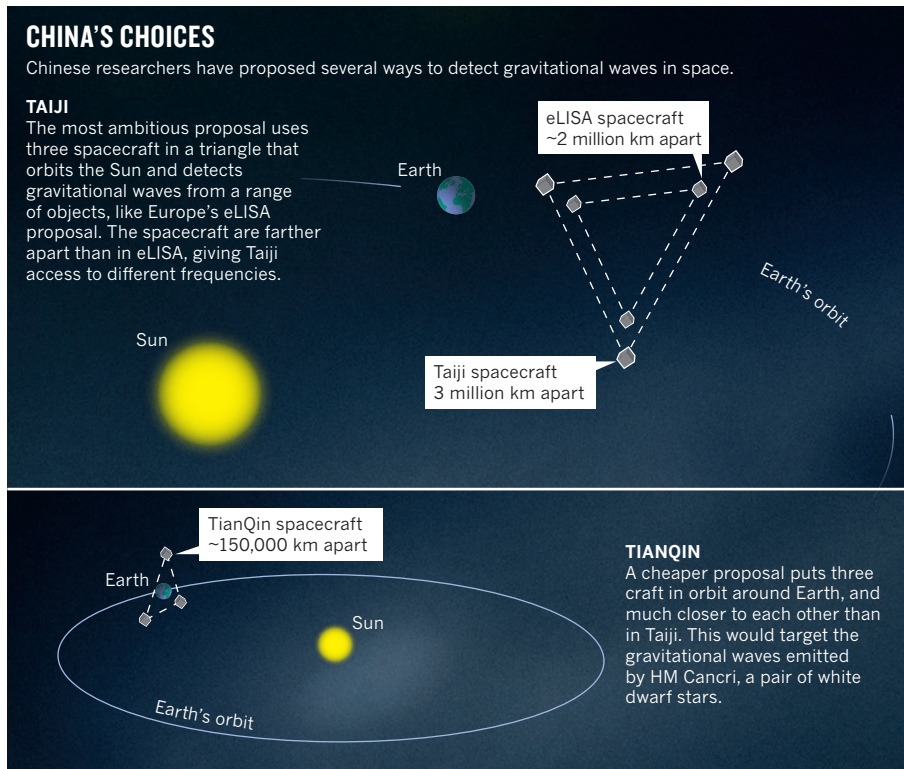 CHINA'S CHOICES
Chinese researchers have proposed several ways to detect gravitational waves in space.
TAIJI
The most ambitious proposal uses
three spacecraft in a triangle that
orbits the Sun and detects
gravitational waves from a range
of objects, like Europe's eLISA
proposal. The spacecraft are farther
apart than in eLISA, giving Taiji
access to different frequencies.
Earth
eLISA spacecraft
~2 million km apart
Earth's orbit
Sun
Taiji spacecraft
3 million km apart
TianQin spacecraft
~150,000 km apart
Earth
Sun
Earth's orbit
TIANQIN
A cheaper proposal puts three
craft in orbit around Earth, and
much closer to each other than
in Taiji. This would target the
gravitational waves emitted
by HM Cancri, a pair of white
dwarf stars.